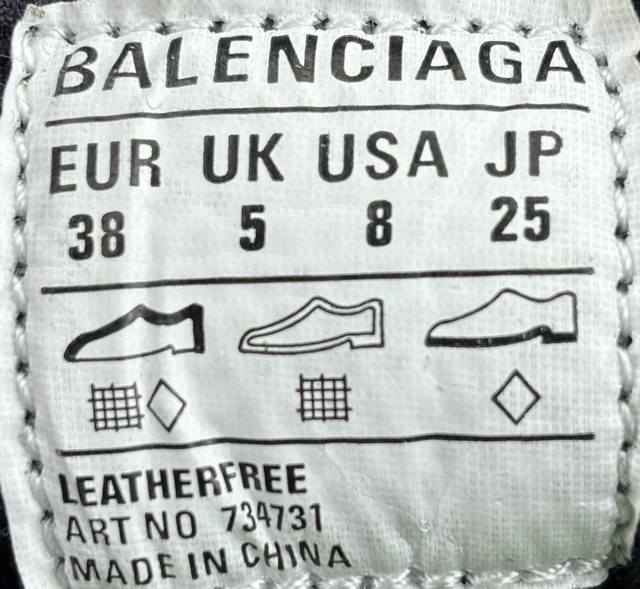 BALENCIAGA
EUR UK USA JP
38 5 8 25
LEATHERFREE
ART NO 734731
MADE IN CHINA